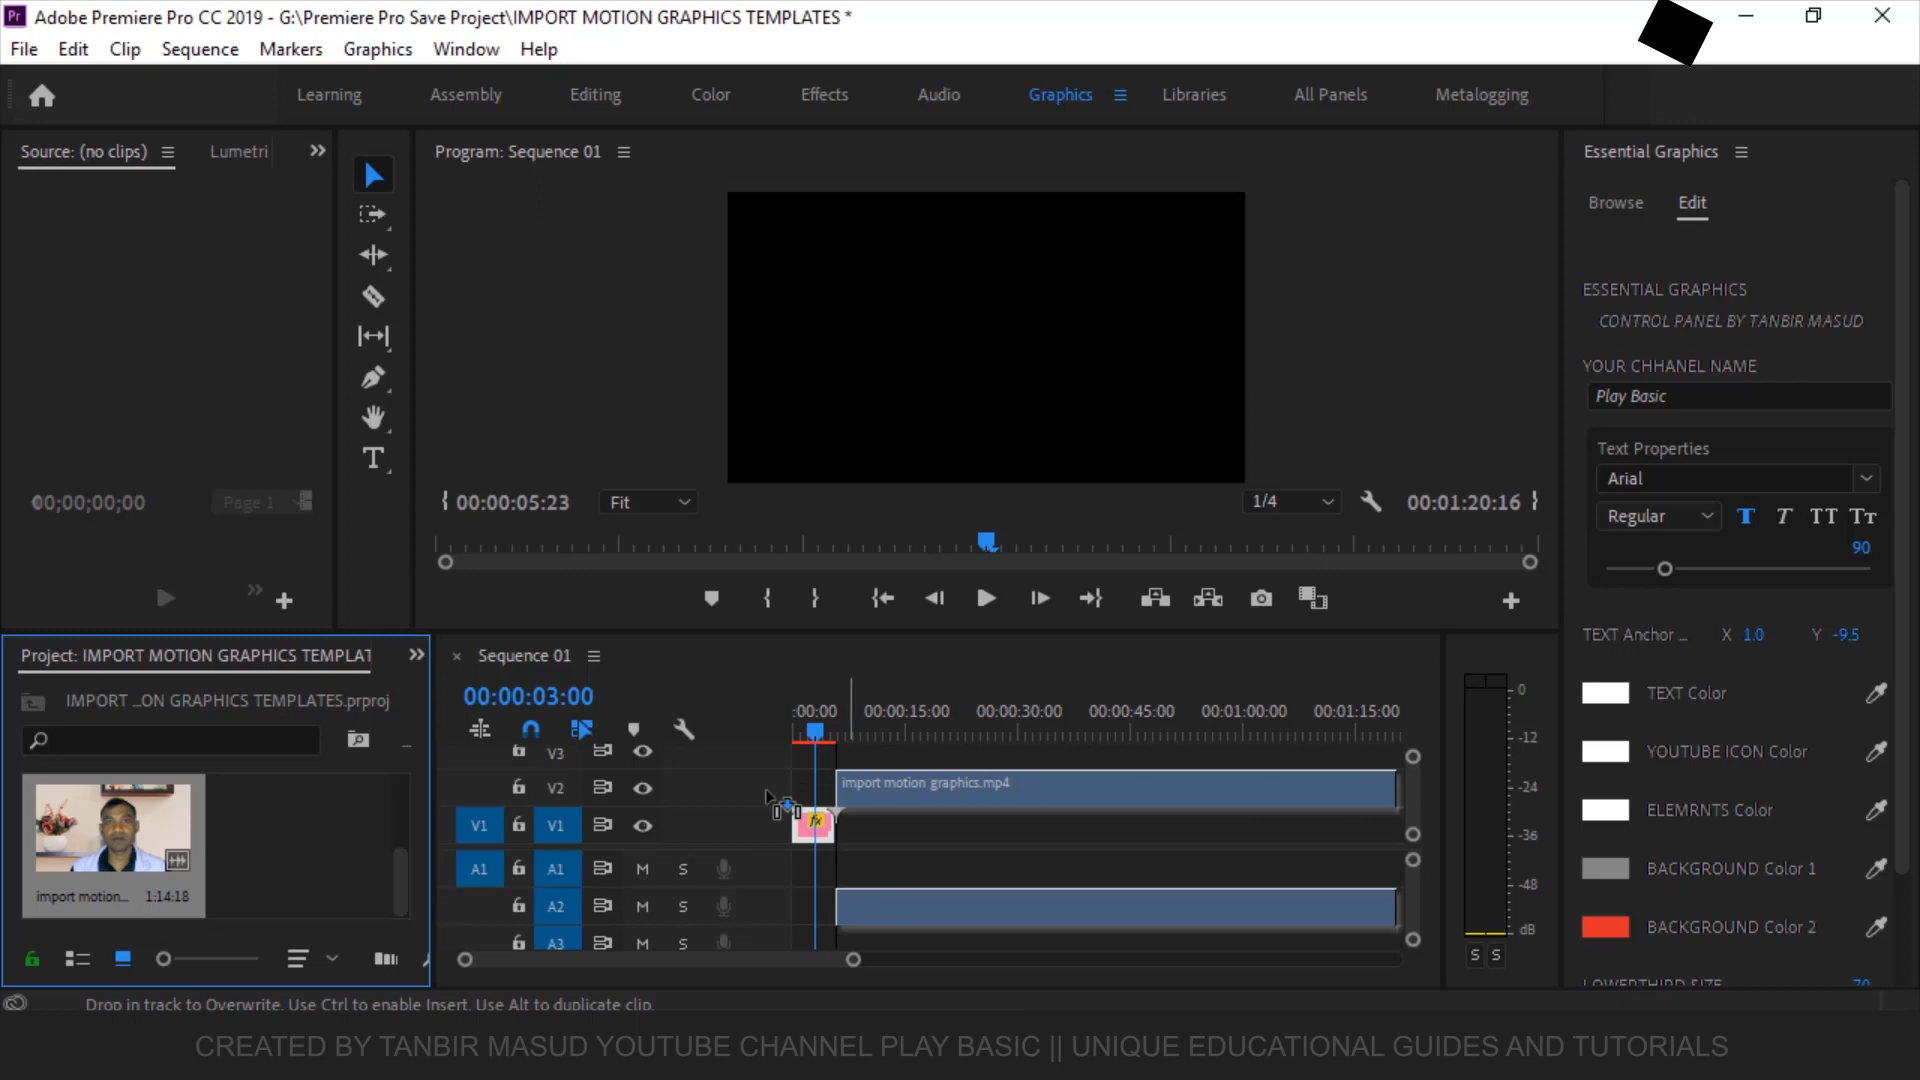 Adobe Premiere Pro CC 2019 - G:\Premiere Pro Save Project\IMPORT MOTION GRAPHICS TEMPLATES *
File Edit Clip Sequence Markers Graphics Window Help
Learning Assembly Editing Color Effects Audio Graphics Libraries All Panels Metalogging
Source: (no clips) Lumetri
Program: Sequence 01
Essential Graphics
Browse Edit
ESSENTIAL GRAPHICS
CONTROL PANEL BY TANBIR MASUD
YOUR CHHANEL NAME
Play Basic
Text Properties
Arial
Regular T T TT TT
90
00;00;00;00 Page 1
00:00:05:23 Fit 1/4 00:01:20:16
TEXT Anchor ... X 1.0 Y -9.5
TEXT Color
YOUTUBE ICON Color
ELEMRNTS Color
BACKGROUND Color 1
BACKGROUND Color 2
LOWERTHIRD SIZE 70
Project: IMPORT MOTION GRAPHICS TEMPLAT
IMPORT ...ON GRAPHICS TEMPLATES.prproj
import motion... 1:14:18
Sequence 01
00:00:03:00
:00:00 00:00:15:00 00:00:30:00 00:00:45:00 00:01:00:00 00:01:15:00
V3
V2 import motion graphics.mp4
V1 V1 fx
A1 A1 M S
A2 M S
A3 M S
0
-12
-24
-36
-48
dB
S S
Drop in track to Overwrite. Use Ctrl to enable Insert. Use Alt to duplicate clip.
CREATED BY TANBIR MASUD YOUTUBE CHANNEL PLAY BASIC || UNIQUE EDUCATIONAL GUIDES AND TUTORIALS